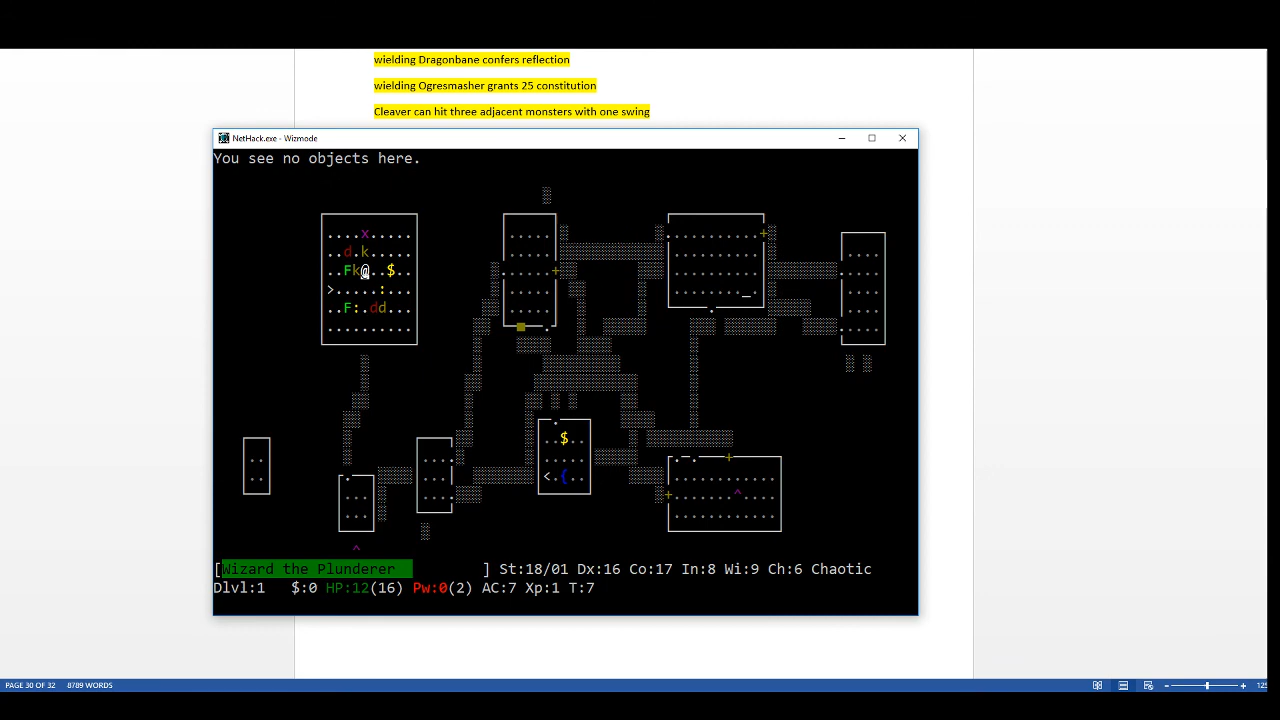 wielding Dragonbane confers reflection
wielding Ogresmasher grants 25 constitution
Cleaver can hit three adjacent monsters with one swing
NetHack.exe - Wizmode
You see no objects here.
[Wizard the Plunderer ] St:18/01 Dx:16 Co:17 In:8 Wi:9 Ch:6 Chaotic
Dlvl:1 $:0 HP:12(16) Pw:0(2) AC:7 Xp:1 T:7
PAGE 30 OF 32 8789 WORDS